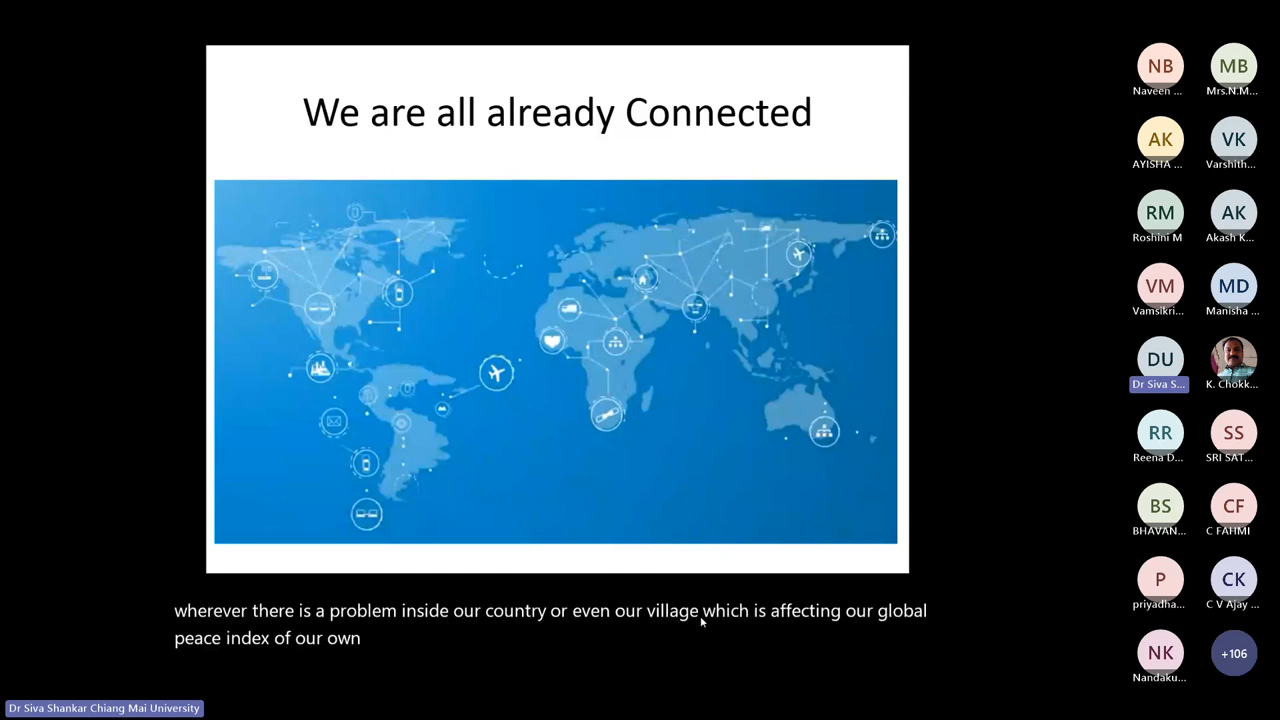 We are all already Connected
wherever there is a problem inside our country or even our village which is affecting our global
peace index of our own
Dr Siva Shankar Chiang Mai University
NB
Naveen ...
MB
Mrs.N.M...
AK
AYISHA ...
VK
Varshith...
RM
Roshini M
AK
Akash K...
VM
Vamsikri...
MD
Manisha ...
DU
Dr Siva S...
K. Chokk...
RR
Reena D...
SS
SRI SAT...
BS
BHAVAN...
CF
C FAHMI
P
priyadha...
CK
C V Ajay ...
NK
Nandaku...
+106